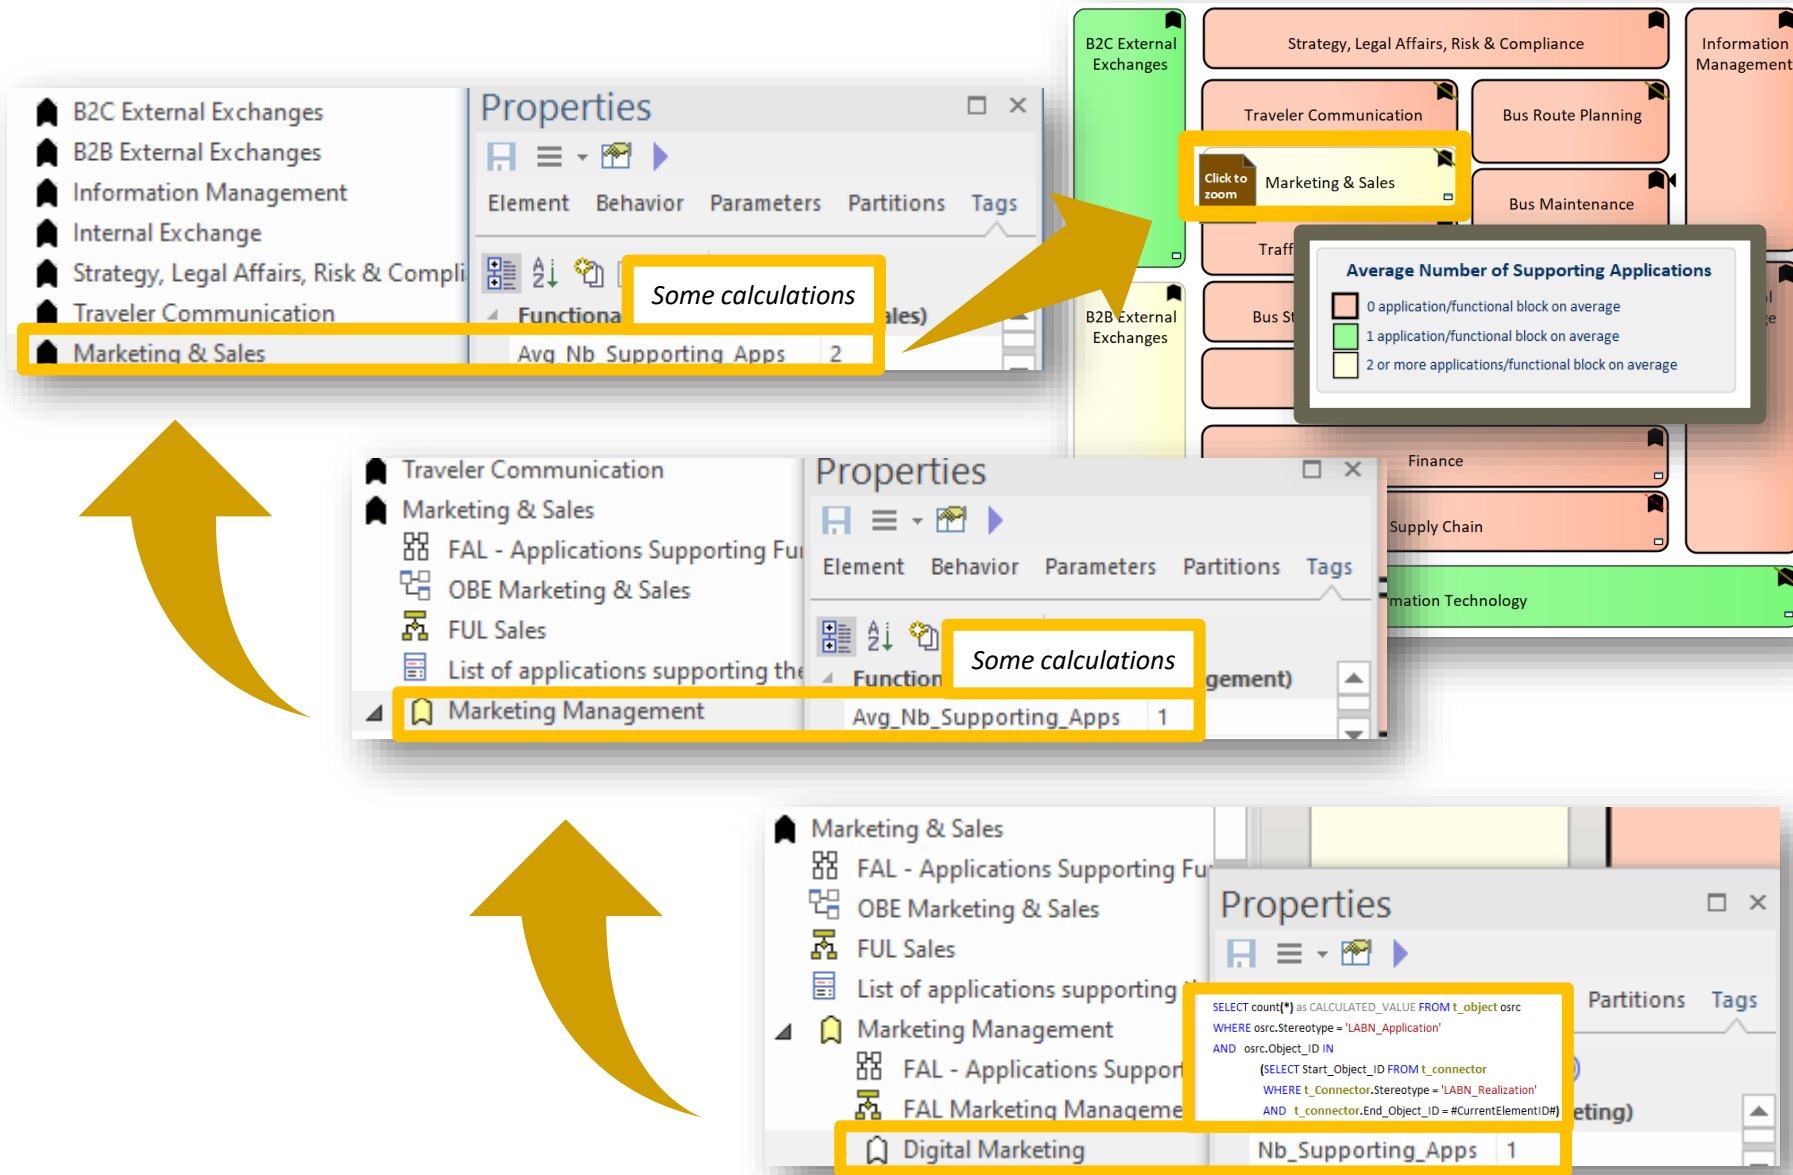 B2C External Exchanges
B2B External Exchanges
Information Management
Internal Exchange
Strategy, Legal Affairs, Risk & Compli
Traveler Communication
Marketing & Sales
Properties
Element Behavior Parameters Partitions Tags
Some calculations
Functiona ales)
Avg_Nb_Supporting_Apps 2
B2C External
Exchanges
Strategy, Legal Affairs, Risk & Compliance
Information
Management
Traveler Communication
Bus Route Planning
Click to
zoom
Marketing & Sales
Bus Maintenance
Traff
Average Number of Supporting Applications
0 application/functional block on average
1 application/functional block on average
2 or more applications/functional block on average
B2B External
Exchanges
Bus St
Finance
Supply Chain
mation Technology
Traveler Communication
Marketing & Sales
FAL - Applications Supporting Fu
OBE Marketing & Sales
FUL Sales
List of applications supporting the
Marketing Management
Properties
Element Behavior Parameters Partitions Tags
Some calculations
Function gement)
Avg_Nb_Supporting_Apps 1
Marketing & Sales
FAL - Applications Supporting Fu
OBE Marketing & Sales
FUL Sales
List of applications supporting
Marketing Management
FAL - Applications Support
FAL Marketing Manageme
Digital Marketing
Properties
Partitions Tags
SELECT count(*) as CALCULATED_VALUE FROM t_object osrc
WHERE osrc.Stereotype = 'LABN_Application'
AND osrc.Object_ID IN
(SELECT Start_Object_ID FROM t_connector
WHERE t_Connector.Stereotype = 'LABN_Realization'
AND t_connector.End_Object_ID = #CurrentElementID#)
eting)
Nb_Supporting_Apps 1